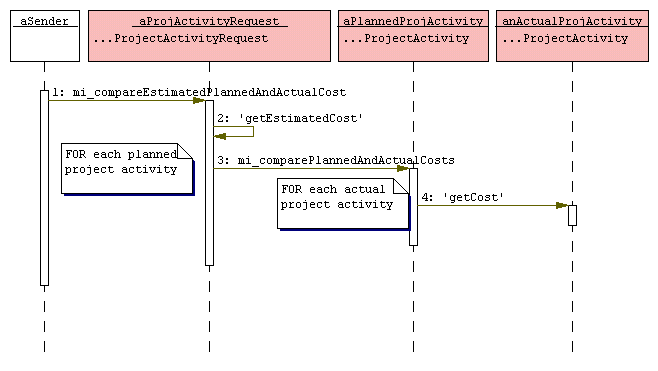 aSender
aProjActivityRequest
...ProjectActivityRequest
aPlannedProjActivity
...ProjectActivity
anActualProjActivity
...ProjectActivity
1: mi_compareEstimatedPlannedAndActualCost
2: 'getEstimatedCost'
FOR each planned
project activity
3: mi_comparePlannedAndActualCosts
FOR each actual
project activity
4: 'getCost'